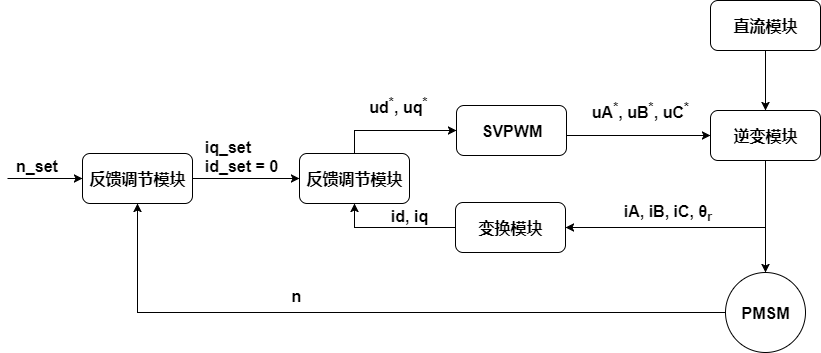 直流模块
ud*, uq*
SVPWM
uA*, uB*, uC*
逆变模块
n_set
反馈调节模块
iq_set
id_set = 0
反馈调节模块
id, iq
变换模块
iA, iB, iC, θr
n
PMSM